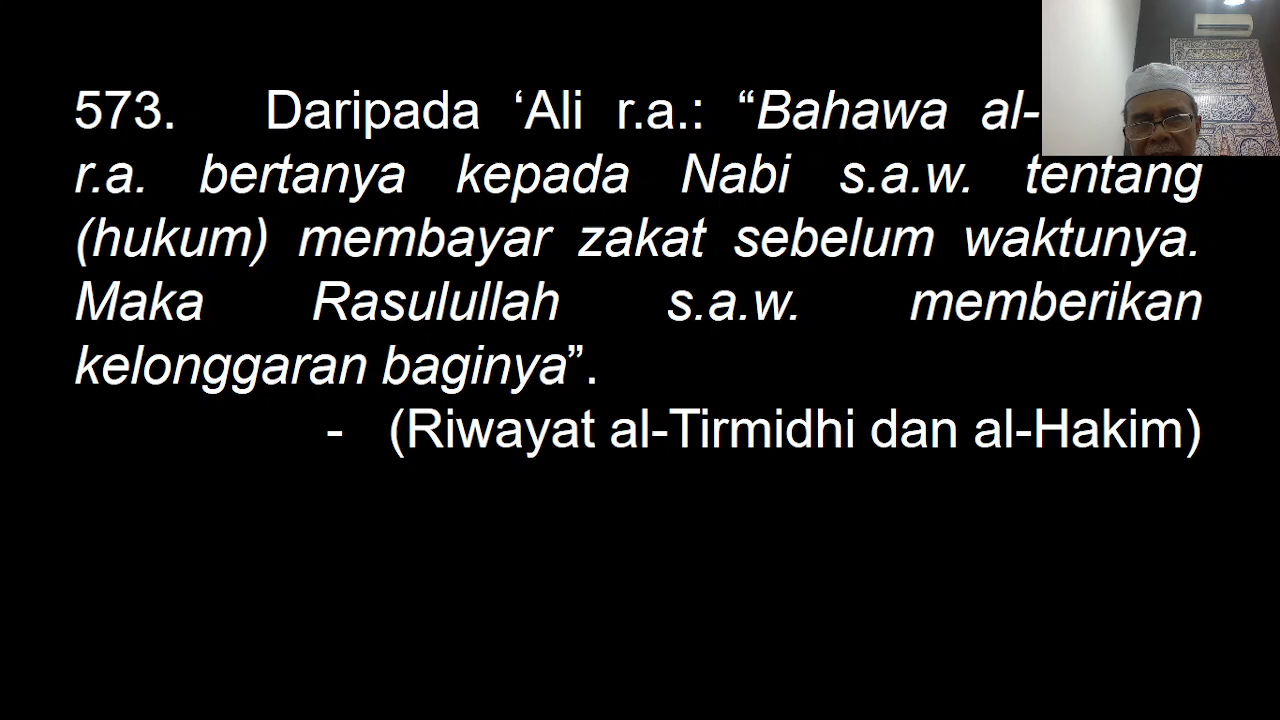 573. Daripada ‘Ali r.a.: “Bahawa al-
r.a. bertanya kepada Nabi s.a.w. tentang
(hukum) membayar zakat sebelum waktunya.
Maka Rasulullah s.a.w. memberikan
kelonggaran baginya”.
- (Riwayat al-Tirmidhi dan al-Hakim)